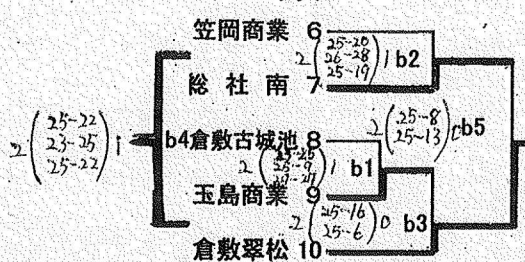 笠岡商業 6
2(25-20 26-28 25-19)1 b2
総社南 7
2(25-22 23-25 25-22)1
b4 倉敷古城池 8
2(25-8 25-13)0 b5
2( 25-9 )1 b1
玉島商業 9
2(25-16 25-6)0 b3
倉敷翠松 10